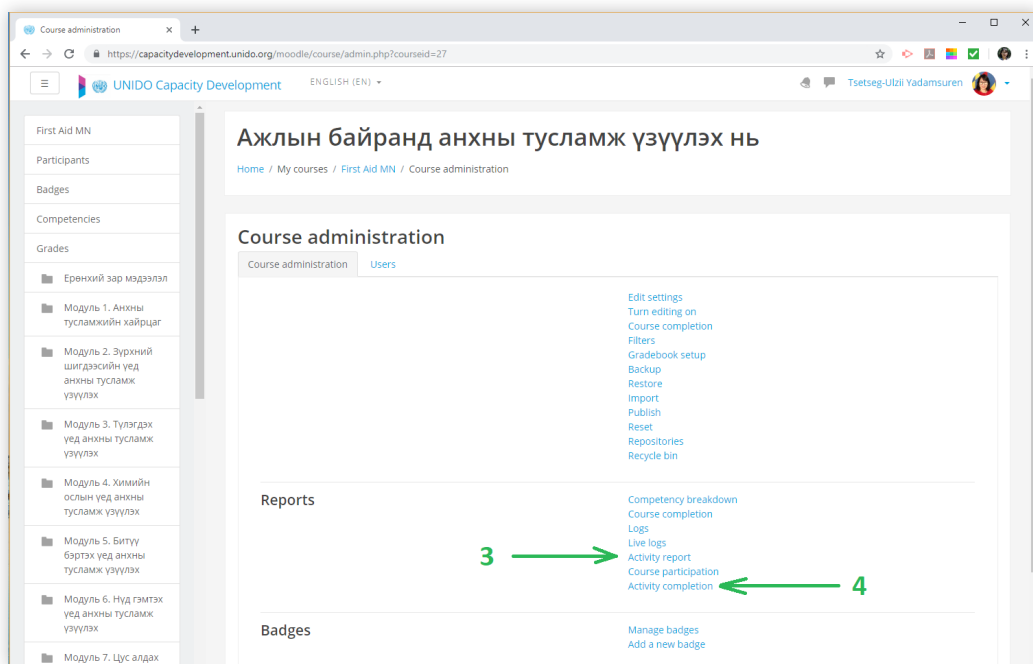 Course administration
https://capacitydevelopment.unido.org/moodle/course/admin.php?courseid=27
UNIDO Capacity Development
ENGLISH (EN)
Tsetseg-Ulzii Yadamsuren
First Aid MN
Participants
Badges
Competencies
Grades
Ерөнхий зар мэдээлэл
Модуль 1. Анхны
тусламжийн хайрцаг
Модуль 2. Зүрхний
шигдээсийн үед
анхны тусламж
үзүүлэх
Модуль 3. Түлэгдэх
үед анхны тусламж
үзүүлэх
Модуль 4. Химийн
ослын үед анхны
тусламж үзүүлэх
Модуль 5. Битүү
бэртэх үед анхны
тусламж үзүүлэх
Модуль 6. Нүд гэмтэх
үед анхны тусламж
үзүүлэх
Модуль 7. Цус алдах
Ажлын байранд анхны тусламж үзүүлэх нь
Home / My courses / First Aid MN / Course administration
Course administration
Course administration Users
Edit settings
Turn editing on
Course completion
Filters
Gradebook setup
Backup
Restore
Import
Publish
Reset
Repositories
Recycle bin
Reports
Competency breakdown
Course completion
Logs
Live logs
3 Activity report
Course participation
Activity completion 4
Badges
Manage badges
Add a new badge